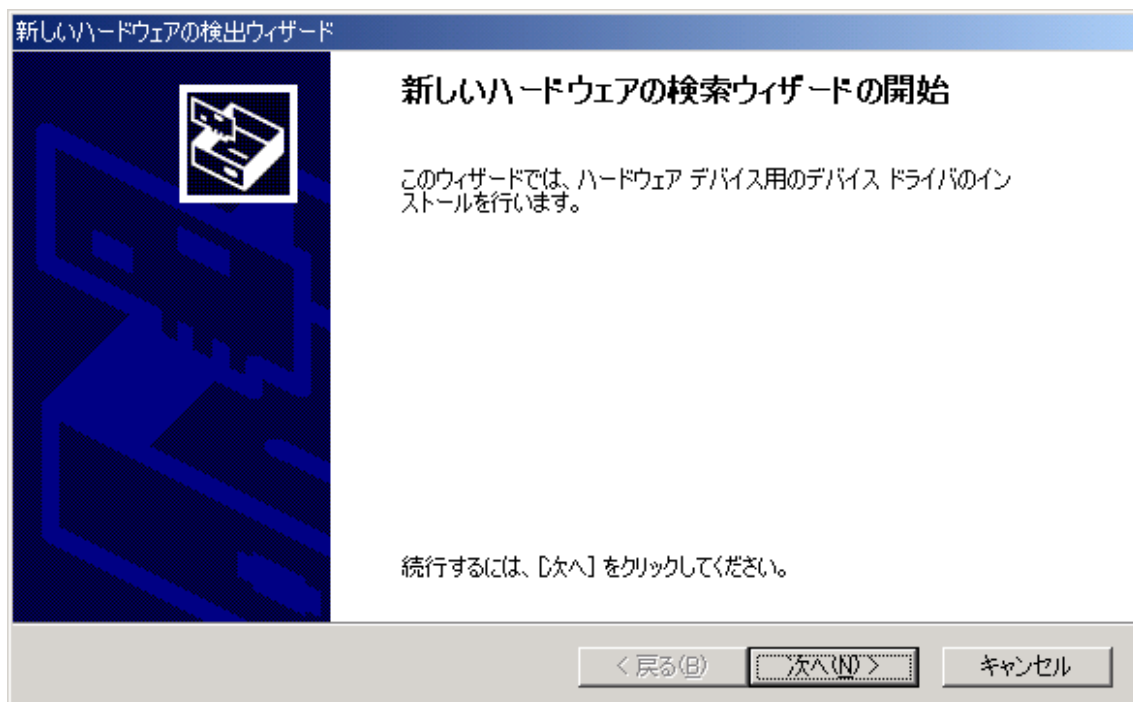 新しいハードウェアの検出ウィザード
新しいハードウェアの検索ウィザードの開始
このウィザードでは、ハードウェア デバイス用のデバイス ドライバのイン
ストールを行います。
続行するには、[次へ] をクリックしてください。
< 戻る(B)
次へ(N) >
キャンセル